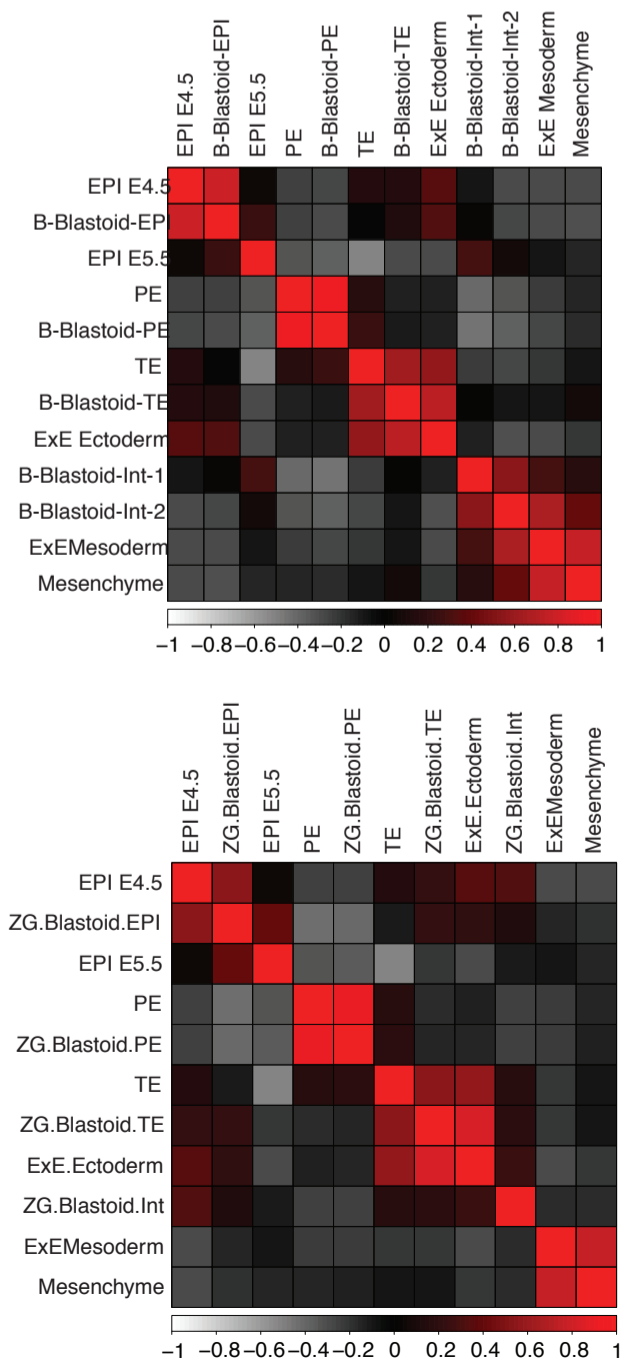 EPI E4.5
B-Blastoid-EPI
EPI E5.5
PE
B-Blastoid-PE
TE
B-Blastoid-TE
ExE Ectoderm
B-Blastoid-Int-1
B-Blastoid-Int-2
ExE Mesoderm
Mesenchyme
EPI E4.5
B-Blastoid-EPI
EPI E5.5
PE
B-Blastoid-PE
TE
B-Blastoid-TE
ExE Ectoderm
B-Blastoid-Int-1
B-Blastoid-Int-2
ExEMesoderm
Mesenchyme
−1 −0.8 −0.6 −0.4 −0.2 0 0.2 0.4 0.6 0.8 1
EPI E4.5
ZG.Blastoid.EPI
EPI E5.5
PE
ZG.Blastoid.PE
TE
ZG.Blastoid.TE
ExE.Ectoderm
ZG.Blastoid.Int
ExEMesoderm
Mesenchyme
EPI E4.5
ZG.Blastoid.EPI
EPI E5.5
PE
ZG.Blastoid.PE
TE
ZG.Blastoid.TE
ExE.Ectoderm
ZG.Blastoid.Int
ExEMesoderm
Mesenchyme
−1 −0.8 −0.6 −0.4 −0.2 0 0.2 0.4 0.6 0.8 1